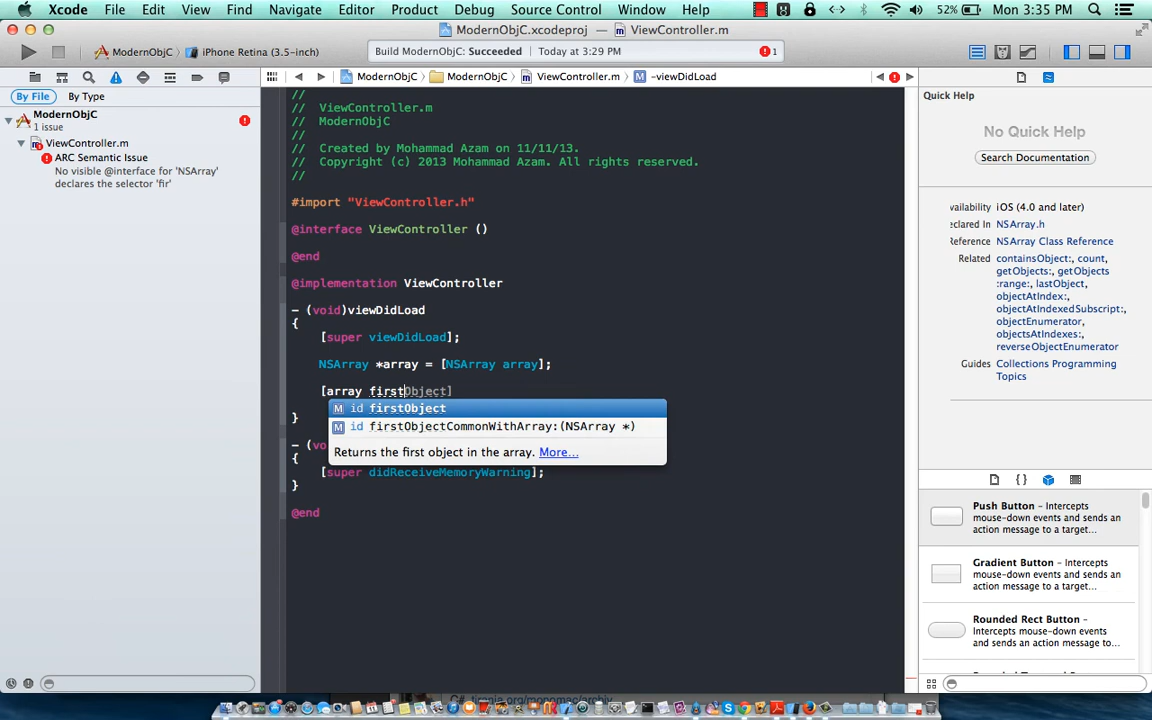 Xcode File Edit View Find Navigate Editor Product Debug Source Control Window Help 52% Mon 3:35 PM
ModernObjC.xcodeproj — ViewController.m
ModernObjC iPhone Retina (3.5-inch)
Build ModernObjC: Succeeded Today at 3:29 PM 1
ModernObjC ModernObjC ViewController.m M -viewDidLoad
By File By Type
ModernObjC
1 issue
ViewController.m
ARC Semantic Issue
No visible @interface for 'NSArray'
declares the selector 'fir'
//
// ViewController.m
// ModernObjC
//
// Created by Mohammad Azam on 11/11/13.
// Copyright (c) 2013 Mohammad Azam. All rights reserved.
//
#import "ViewController.h"
@interface ViewController ()
@end
@implementation ViewController
- (void)viewDidLoad
{
[super viewDidLoad];
NSArray *array = [NSArray array];
[array firstObject]
M id firstObject
M id firstObjectCommonWithArray:(NSArray *)
Returns the first object in the array. More...
}
- (vo
{
[super didReceiveMemoryWarning];
}
@end
Quick Help
No Quick Help
Search Documentation
vailability iOS (4.0 and later)
eclared In NSArray.h
Reference NSArray Class Reference
Related containsObject:, count,
getObjects:, getObjects
:range:, lastObject,
objectAtIndex:,
objectAtIndexedSubscript:,
objectEnumerator,
objectsAtIndexes:,
reverseObjectEnumerator
Guides Collections Programming
Topics
Push Button - Intercepts
mouse-down events and sends an
action message to a target...
Gradient Button - Intercepts
mouse-down events and sends an
action message to a target...
Rounded Rect Button -
Intercepts mouse-down events
and sends an action message to...